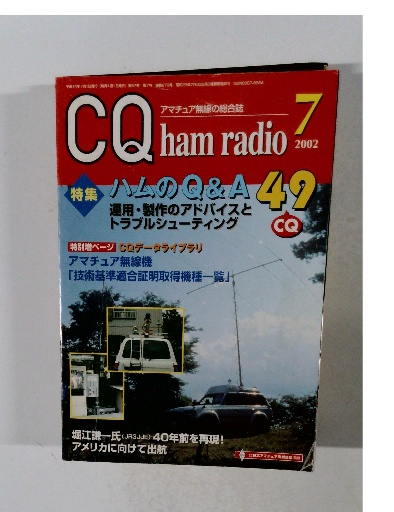 アマチュア無線の総合誌
CQ ham radio 7
2002
特集 ハムのQ&A 49
運用・製作のアドバイスと
トラブルシューティング
CQ
特別増ページ CQデータライブラリ
アマチュア無線機
「技術基準適合証明取得機種一覧」
堀江謙一氏(JR3JJE)40年前を再現!
アメリカに向けて出航